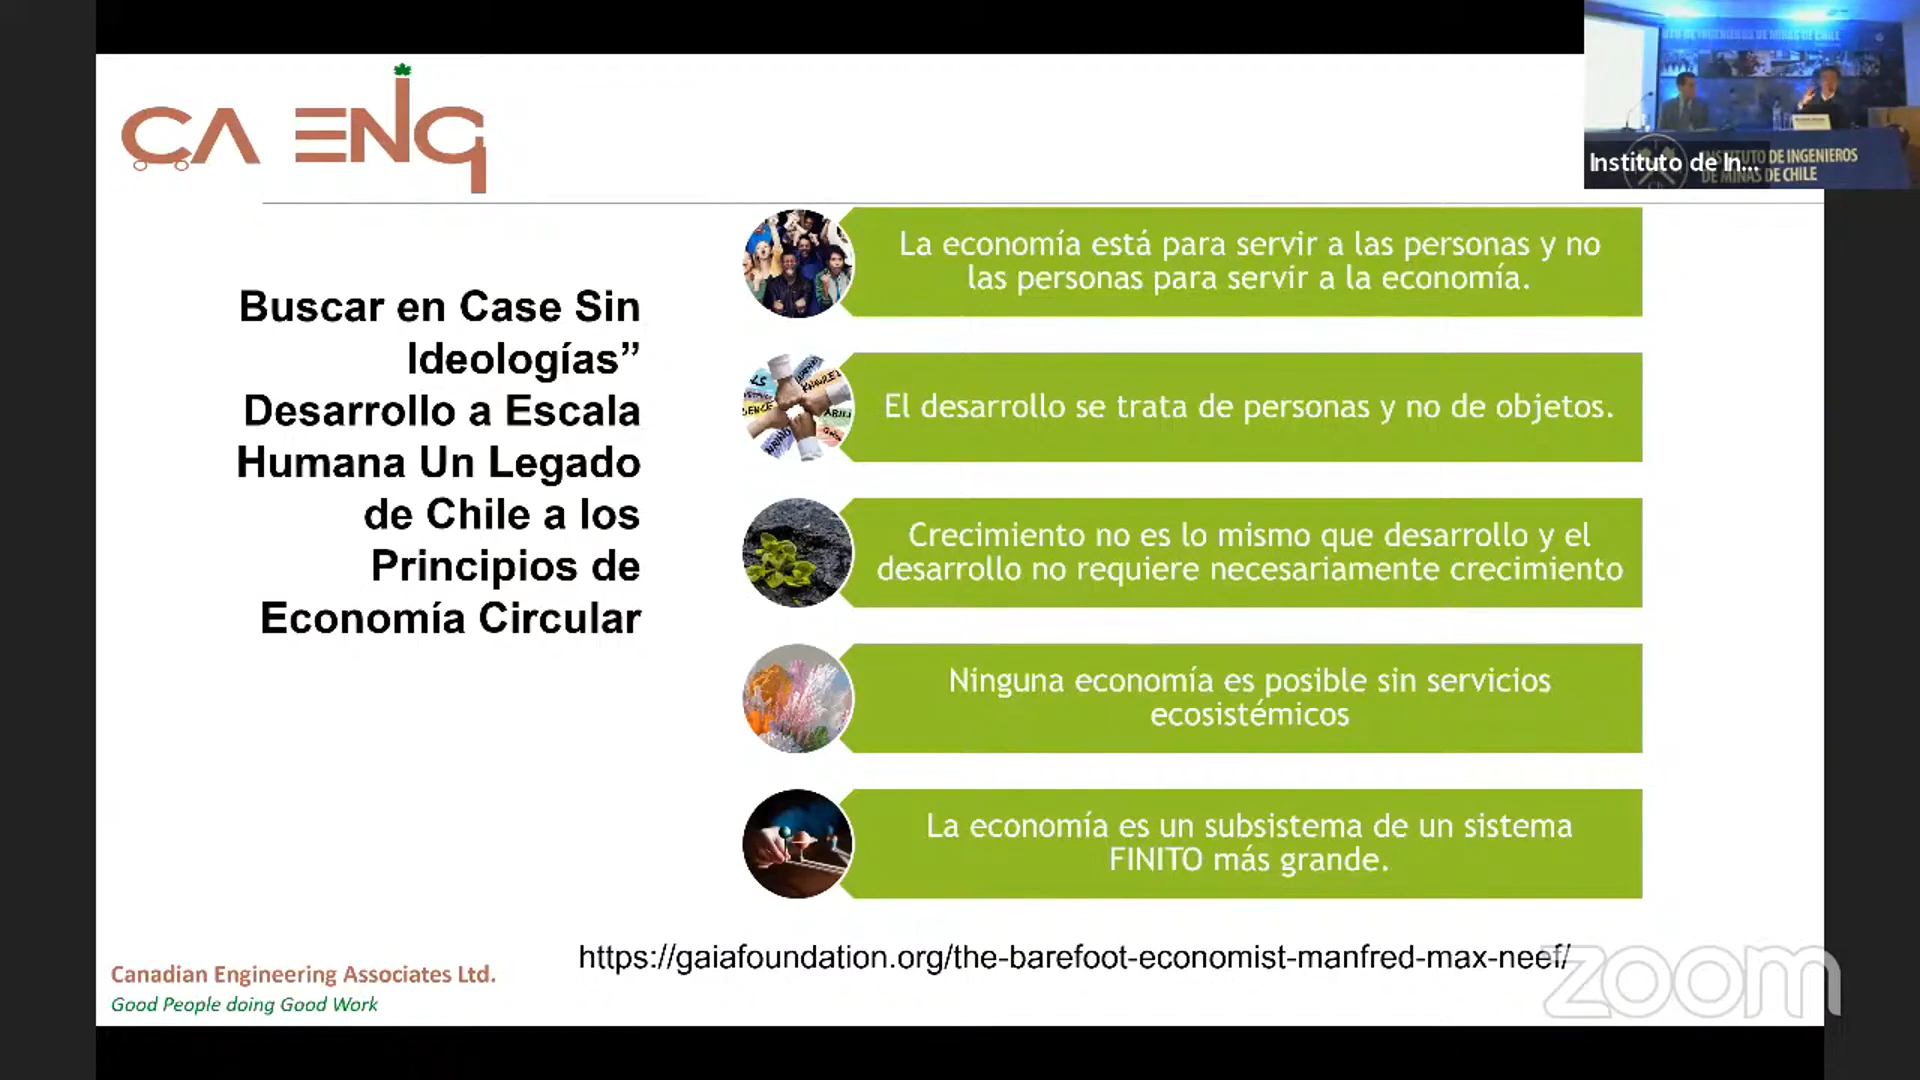 CA ENG
Buscar en Case Sin
Ideologías”
Desarrollo a Escala
Humana Un Legado
de Chile a los
Principios de
Economía Circular
La economía está para servir a las personas y no
las personas para servir a la economía.
El desarrollo se trata de personas y no de objetos.
Crecimiento no es lo mismo que desarrollo y el
desarrollo no requiere necesariamente crecimiento
Ninguna economía es posible sin servicios
ecosistémicos
La economía es un subsistema de un sistema
FINITO más grande.
https://gaiafoundation.org/the-barefoot-economist-manfred-max-neef/
Canadian Engineering Associates Ltd.
Good People doing Good Work
zoom
Instituto de In...
INSTITUTO DE INGENIEROS
DE MINAS DE CHILE